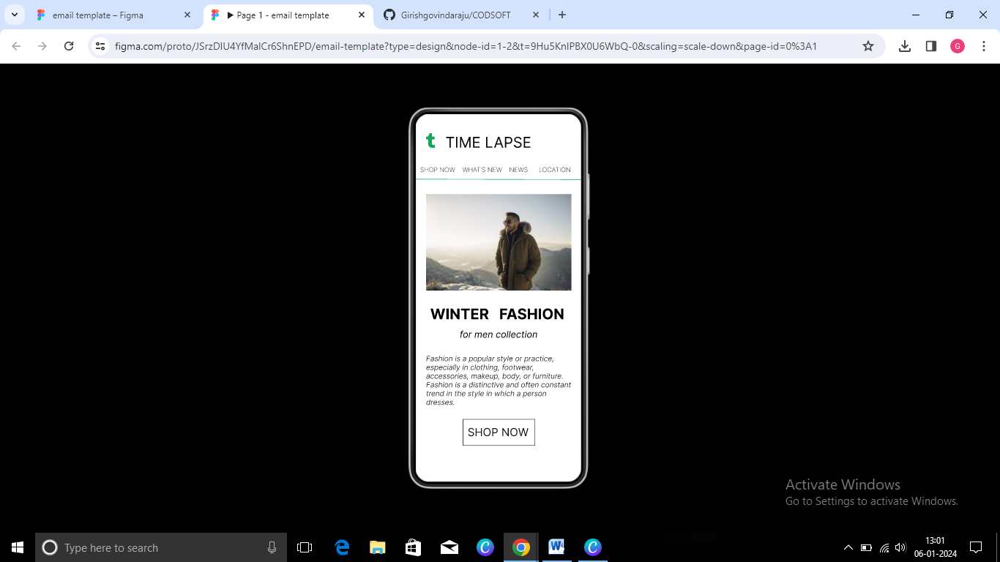 email template – Figma
▶ Page 1 - email template
Girishgovindaraju/CODSOFT
figma.com/proto/JSrzDIU4YfMalCr6ShnEPD/email-template?type=design&node-id=1-2&t=9Hu5KnIPBX0U6WbQ-0&scaling=scale-down&page-id=0%3A1
G
t TIME LAPSE
SHOP NOW WHAT'S NEW NEWS LOCATION
WINTER FASHION
for men collection
Fashion is a popular style or practice,
especially in clothing, footwear,
accessories, makeup, body, or furniture.
Fashion is a distinctive and often constant
trend in the style in which a person
dresses.
SHOP NOW
Activate Windows
Go to Settings to activate Windows.
Type here to search
13:01
06-01-2024